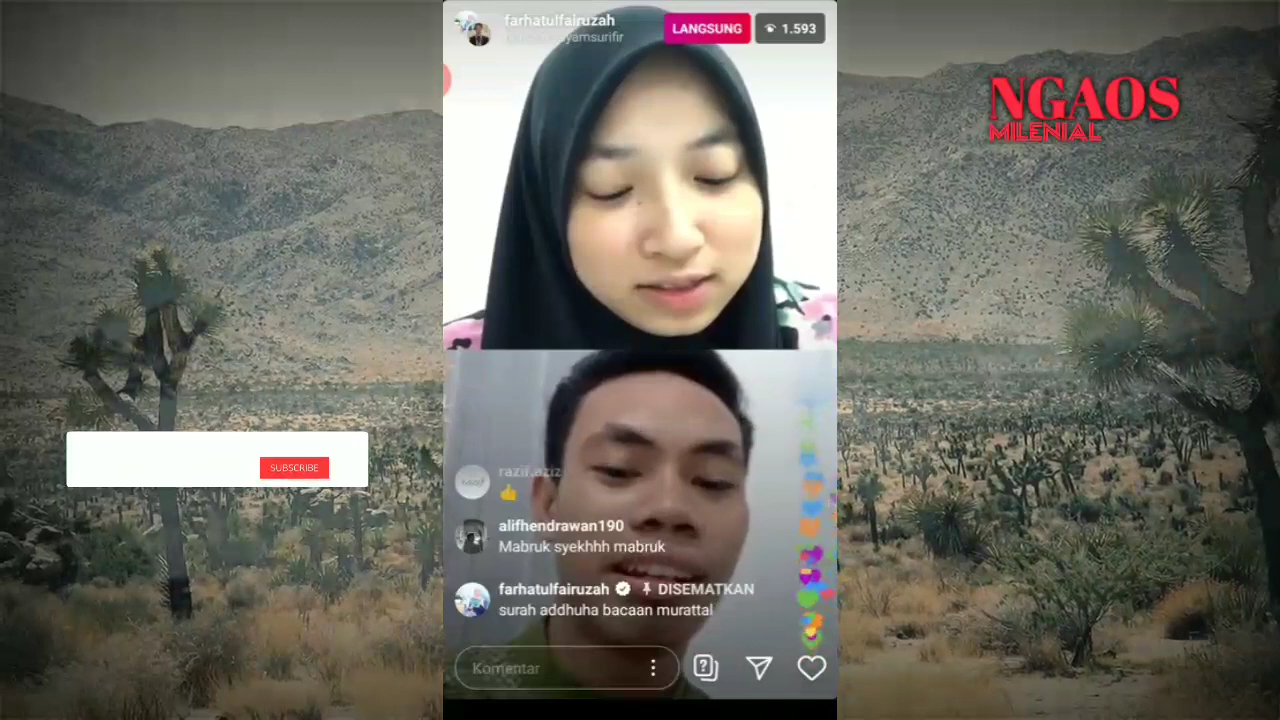 farhatulfairuzah
LANGSUNG
1.593
NGAOS
MILENIAL
SUBSCRIBE
razif.aziz
alifhendrawan190
Mabruk syekhhh mabruk
farhatulfairuzah DISEMATKAN
surah addhuha bacaan murattal
Komentar